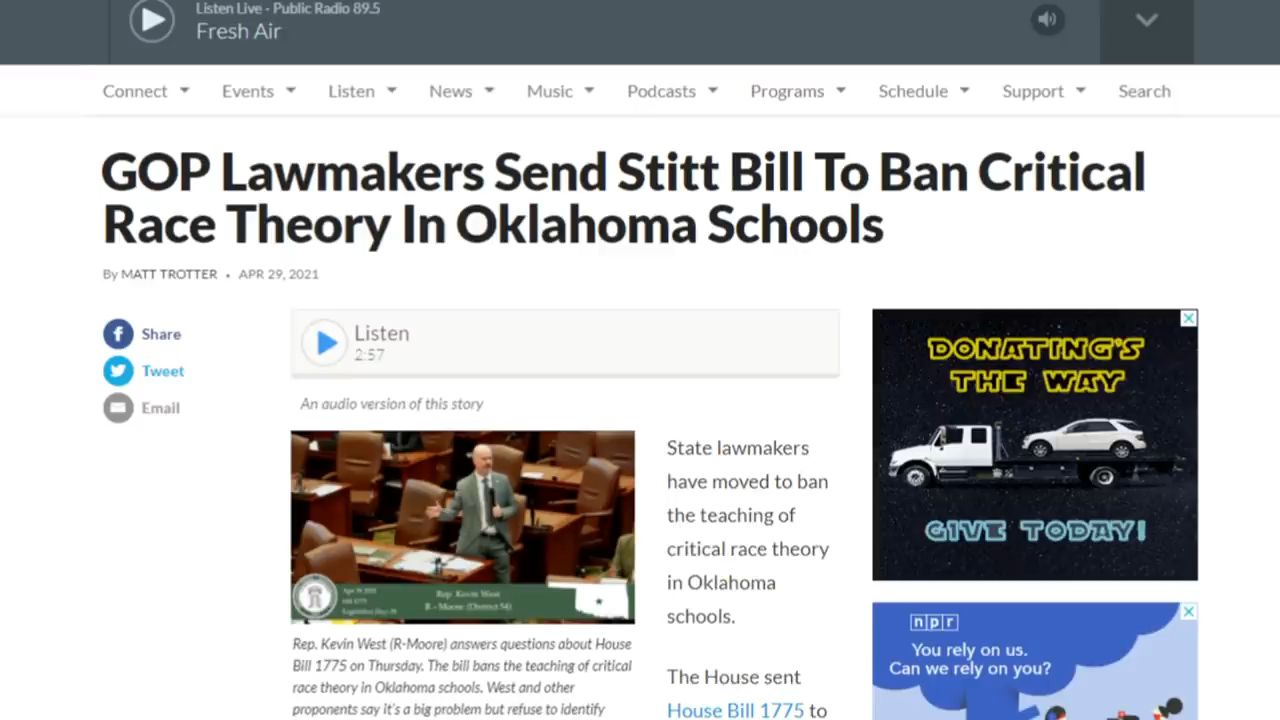 Listen Live - Public Radio 89.5
Fresh Air
Connect Events Listen News Music Podcasts Programs Schedule Support Search
GOP Lawmakers Send Stitt Bill To Ban Critical
Race Theory In Oklahoma Schools
By MATT TROTTER • APR 29, 2021
Share
Tweet
Email
Listen
2:57
An audio version of this story
Rep. Kevin West
R - Moore (District 54)
Rep. Kevin West (R-Moore) answers questions about House
Bill 1775 on Thursday. The bill bans the teaching of critical
race theory in Oklahoma schools. West and other
proponents say it's a big problem but refuse to identify
State lawmakers
have moved to ban
the teaching of
critical race theory
in Oklahoma
schools.
The House sent
House Bill 1775 to
DONATING'S
THE WAY
GIVE TODAY!
npr
You rely on us.
Can we rely on you?